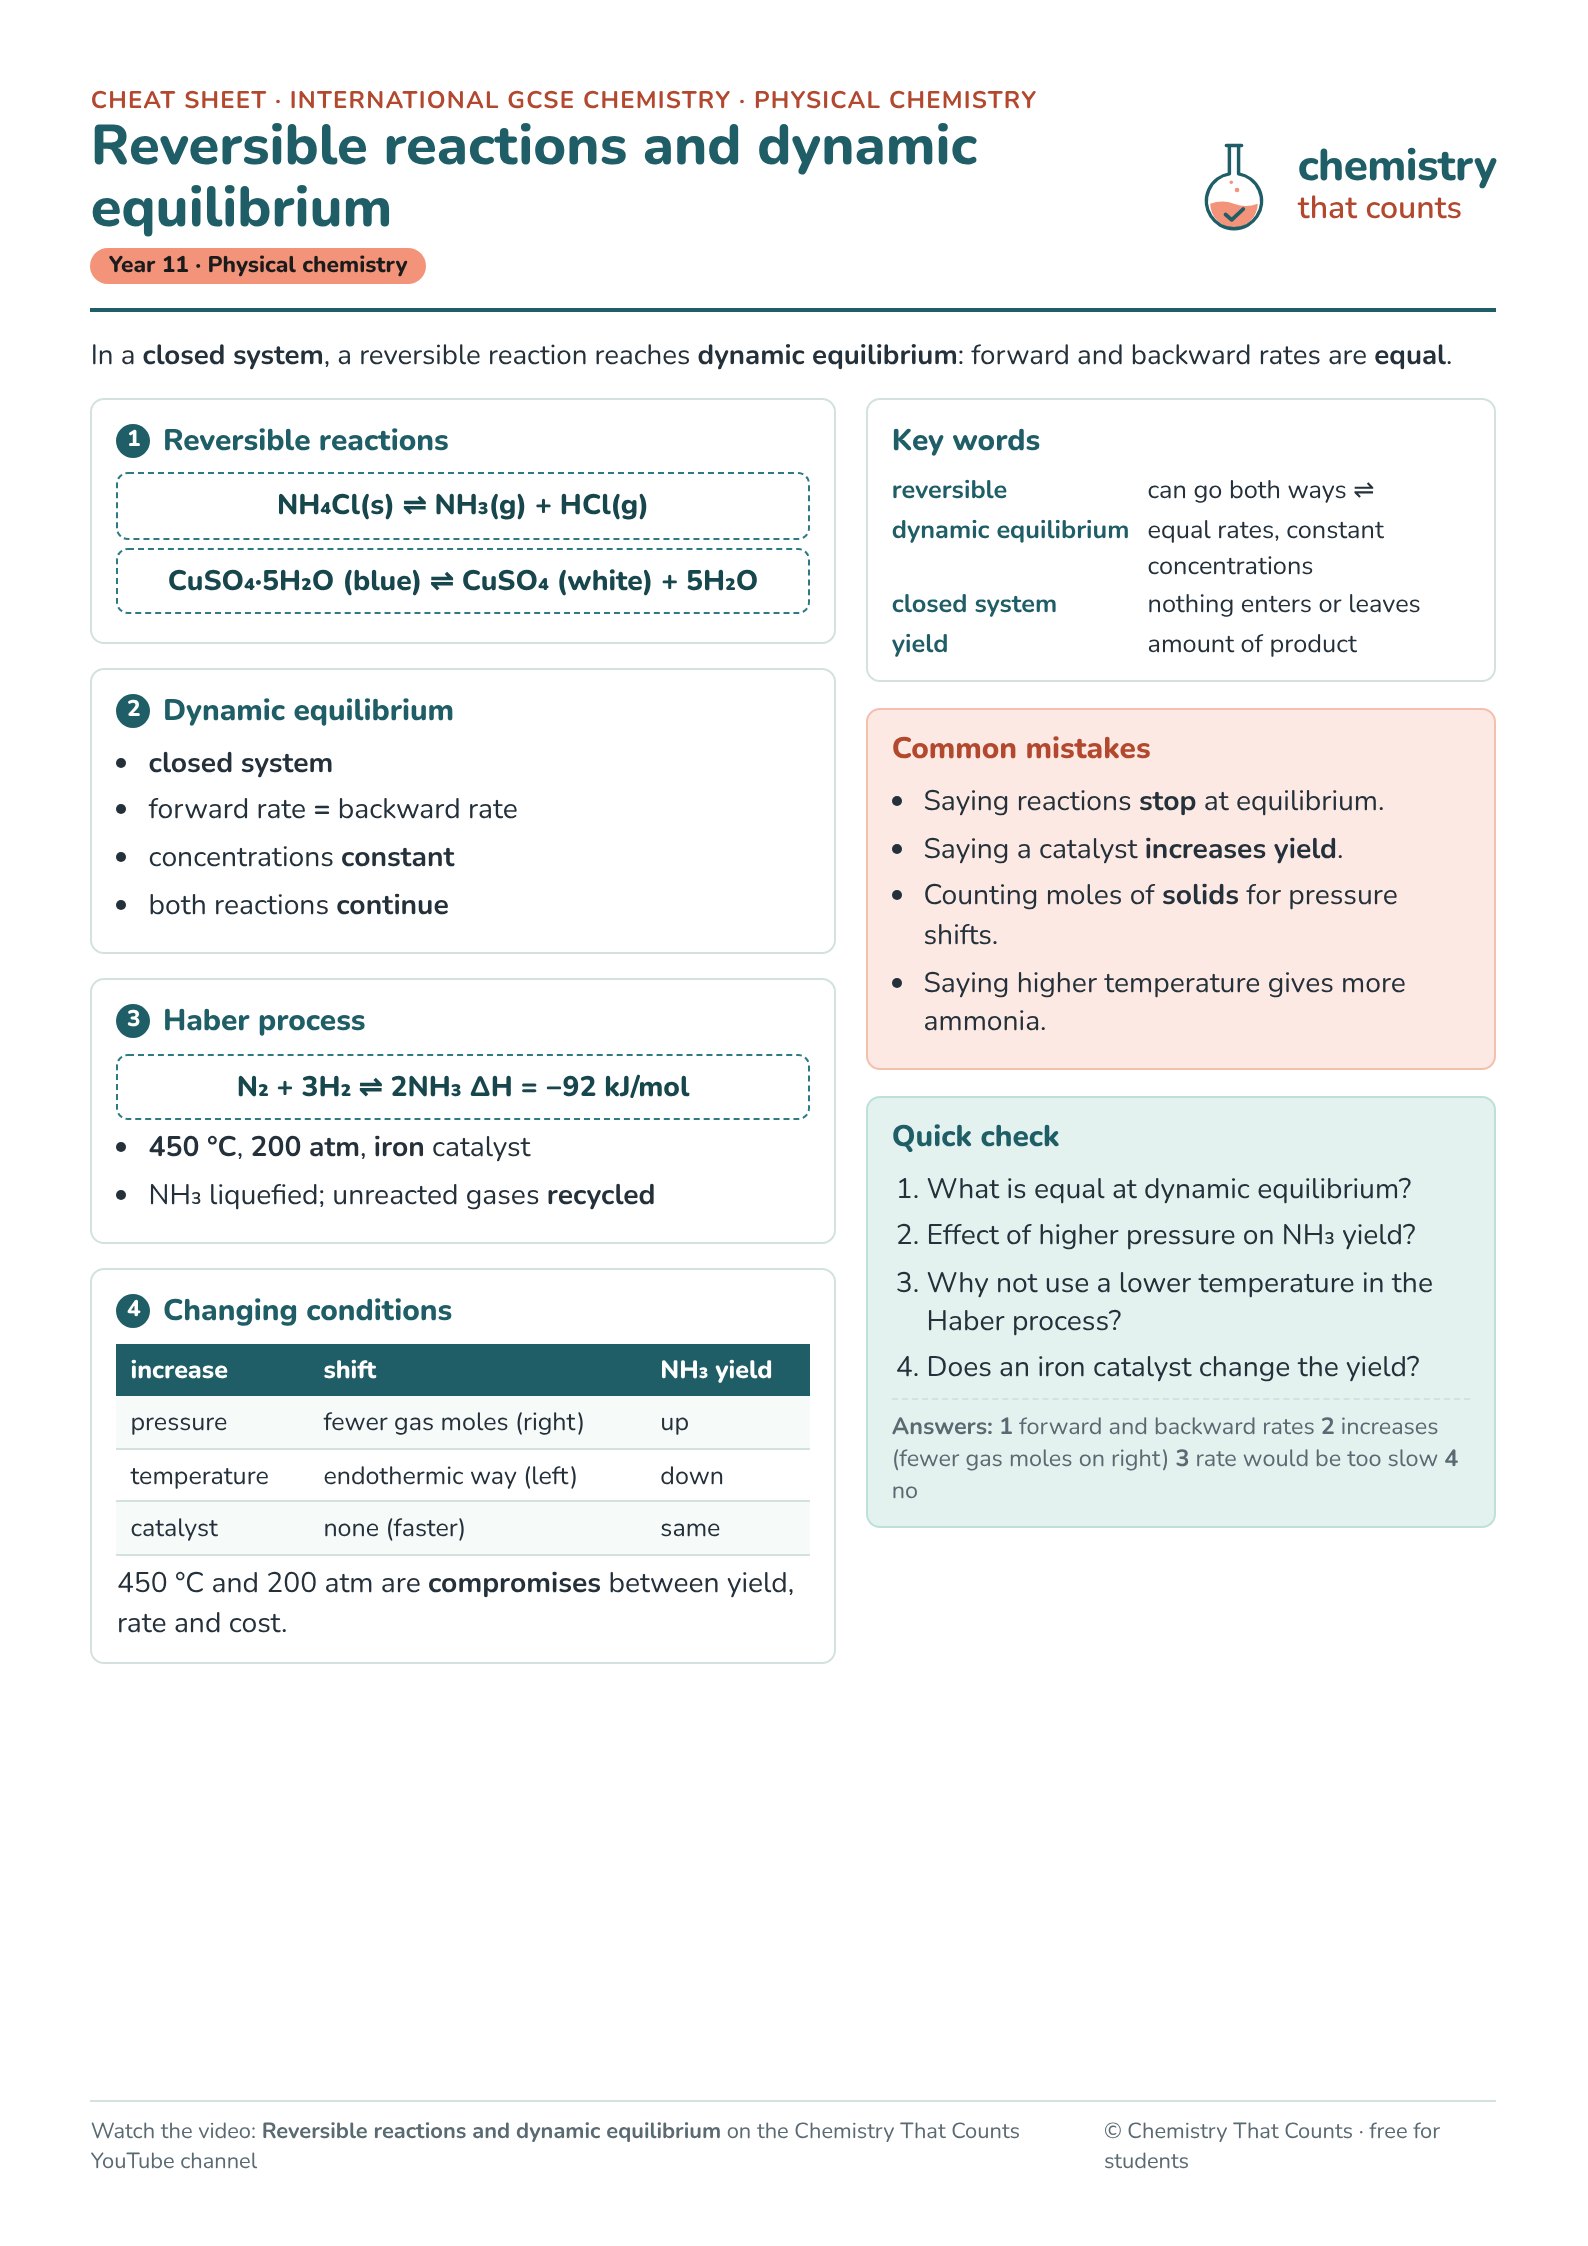 CHEAT SHEET · INTERNATIONAL GCSE CHEMISTRY · PHYSICAL CHEMISTRY
Reversible reactions and dynamic
equilibrium
Year 11 · Physical chemistry
chemistry
that counts
In a closed system, a reversible reaction reaches dynamic equilibrium: forward and backward rates are equal.
1 Reversible reactions
NH₄Cl(s) ⇌ NH₃(g) + HCl(g)
CuSO₄·5H₂O (blue) ⇌ CuSO₄ (white) + 5H₂O
2 Dynamic equilibrium
• closed system
• forward rate = backward rate
• concentrations constant
• both reactions continue
3 Haber process
N₂ + 3H₂ ⇌ 2NH₃ ΔH = −92 kJ/mol
• 450 °C, 200 atm, iron catalyst
• NH₃ liquefied; unreacted gases recycled
4 Changing conditions
increase shift NH₃ yield
pressure fewer gas moles (right) up
temperature endothermic way (left) down
catalyst none (faster) same
450 °C and 200 atm are compromises between yield,
rate and cost.
Key words
reversible can go both ways ⇌
dynamic equilibrium equal rates, constant
concentrations
closed system nothing enters or leaves
yield amount of product
Common mistakes
• Saying reactions stop at equilibrium.
• Saying a catalyst increases yield.
• Counting moles of solids for pressure
shifts.
• Saying higher temperature gives more
ammonia.
Quick check
1. What is equal at dynamic equilibrium?
2. Effect of higher pressure on NH₃ yield?
3. Why not use a lower temperature in the
Haber process?
4. Does an iron catalyst change the yield?
Answers: 1 forward and backward rates 2 increases
(fewer gas moles on right) 3 rate would be too slow 4
no
Watch the video: Reversible reactions and dynamic equilibrium on the Chemistry That Counts
YouTube channel
© Chemistry That Counts · free for
students